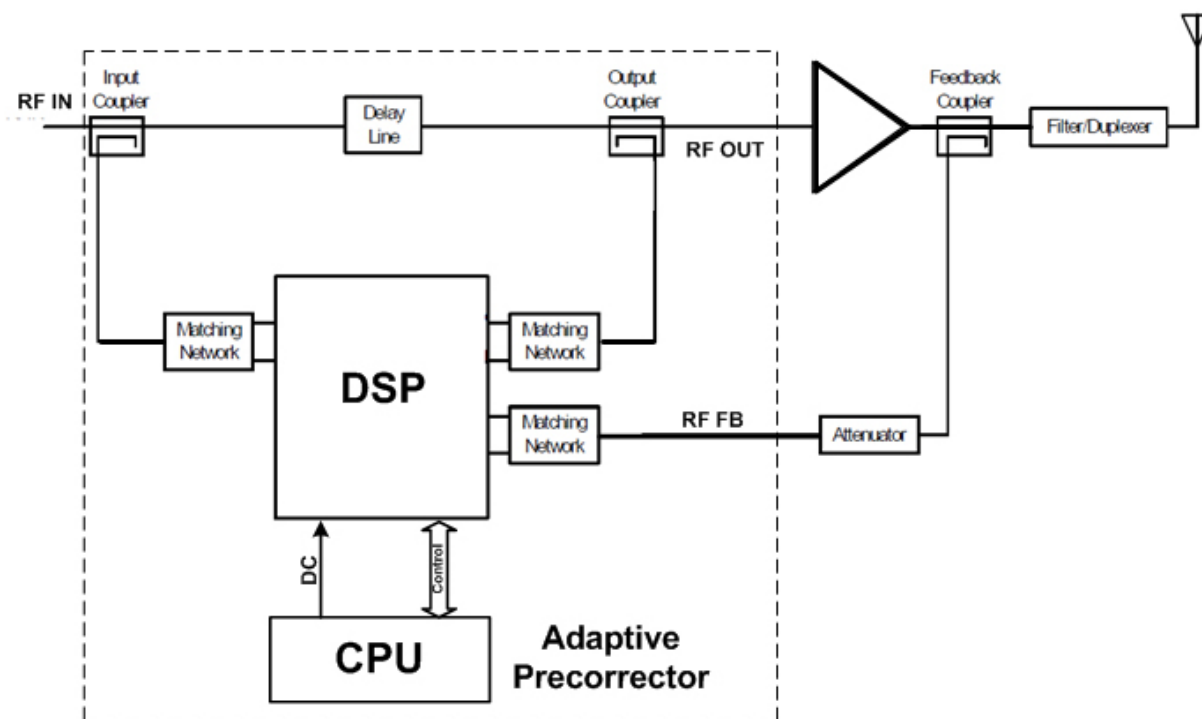 Input
Coupler
RF IN
Delay
Line
Output
Coupler
RF OUT
Feedback
Coupler
Filter/Duplexer
Matching
Network
DSP
Matching
Network
Matching
Network
RF FB
Attenuator
DC
Control
CPU
Adaptive
Precorrector